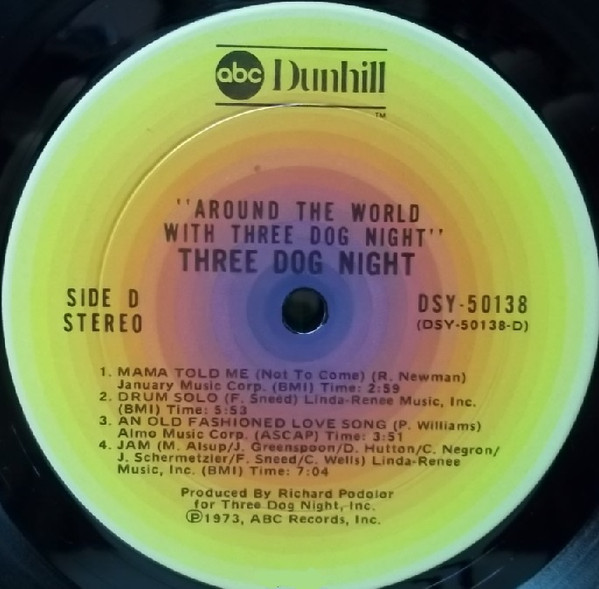 abc Dunhill
TM
"AROUND THE WORLD
WITH THREE DOG NIGHT"
THREE DOG NIGHT
SIDE D
STEREO
DSY-50138
(DSY-50138-D)
1. MAMA TOLD ME (Not To Come) (R. Newman)
January Music Corp. (BMI) Time: 2:59
2. DRUM SOLO (F. Sneed) Linda-Renee Music, Inc.
(BMI) Time: 5:53
3. AN OLD FASHIONED LOVE SONG (P. Williams)
Almo Music Corp. (ASCAP) Time: 3:51
4. JAM (M. Alsup/J. Greenspoon/D. Hutton/C. Negron/
J. Schermetzler/F. Sneed/C. Wells) Linda-Renee
Music, Inc. (BMI) Time: 7:04
Produced By Richard Podolor
for Three Dog Night, Inc.
Ⓟ1973, ABC Records, Inc.